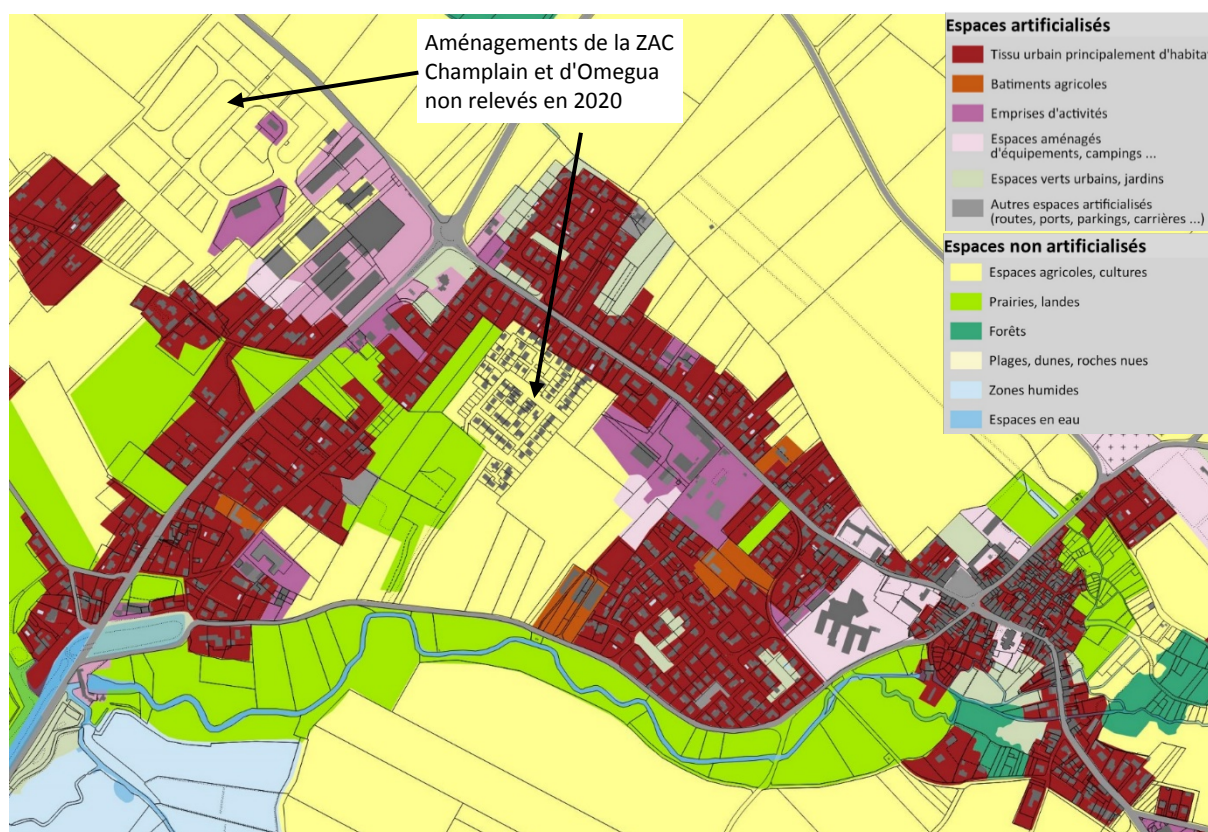 Aménagements de la ZAC
Champlain et d'Omegua
non relevés en 2020
Espaces artificialisés
Tissu urbain principalement d'habitat
Batiments agricoles
Emprises d'activités
Espaces aménagés
d'équipements, campings ...
Espaces verts urbains, jardins
Autres espaces artificialisés
(routes, ports, parkings, carrières ...)
Espaces non artificialisés
Espaces agricoles, cultures
Prairies, landes
Forêts
Plages, dunes, roches nues
Zones humides
Espaces en eau